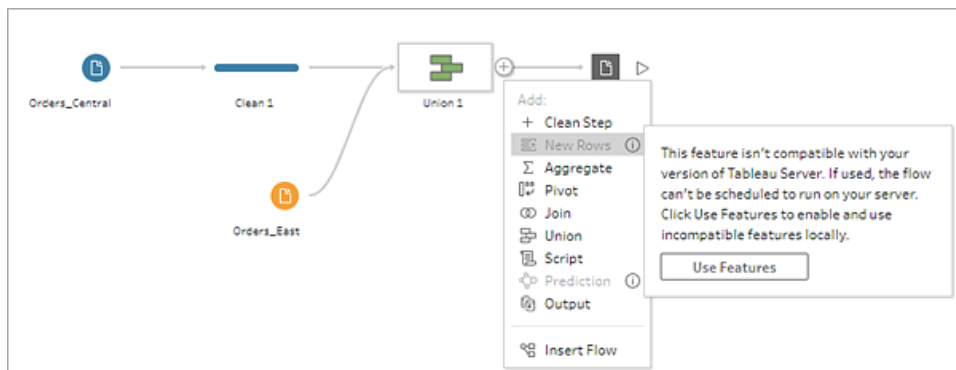 Orders_Central
Clean 1
Union 1
Orders_East
Add:
Clean Step
New Rows
Aggregate
Pivot
Join
Union
Script
Prediction
Output
Insert Flow
This feature isn't compatible with your
version of Tableau Server. If used, the flow
can't be scheduled to run on your server.
Click Use Features to enable and use
incompatible features locally.
Use Features